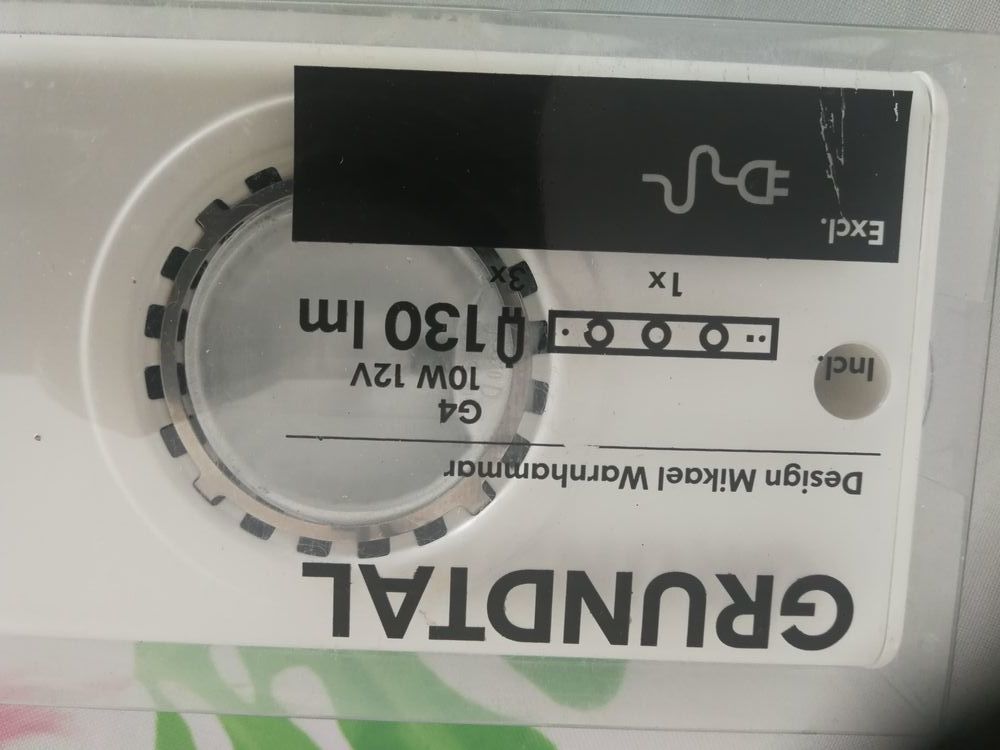 GRUNDTAL
Design Mikael Warnhammar
G4
10W 12V
Incl.
130 lm
1x
3x
Excl.